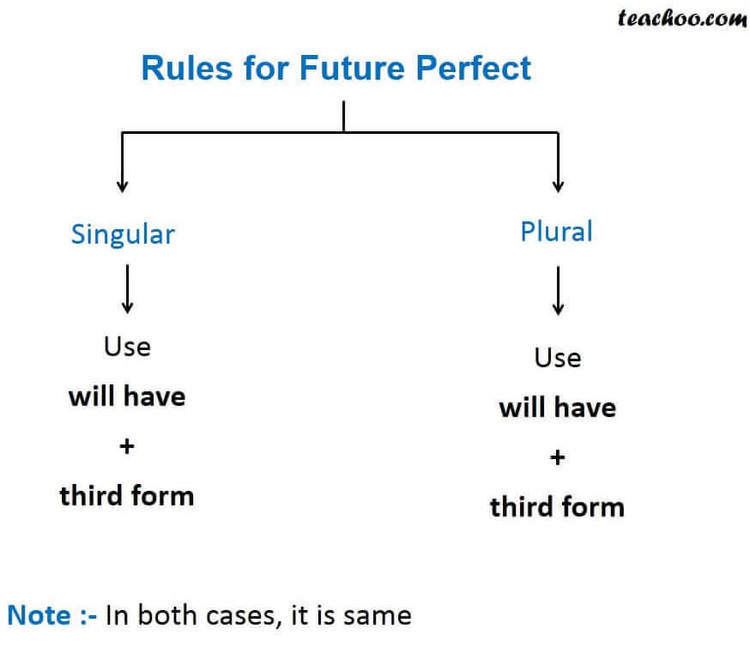 teachoo.com
Rules for Future Perfect
Singular
Use
will have
+
third form
Plural
Use
will have
+
third form
Note :- In both cases, it is same